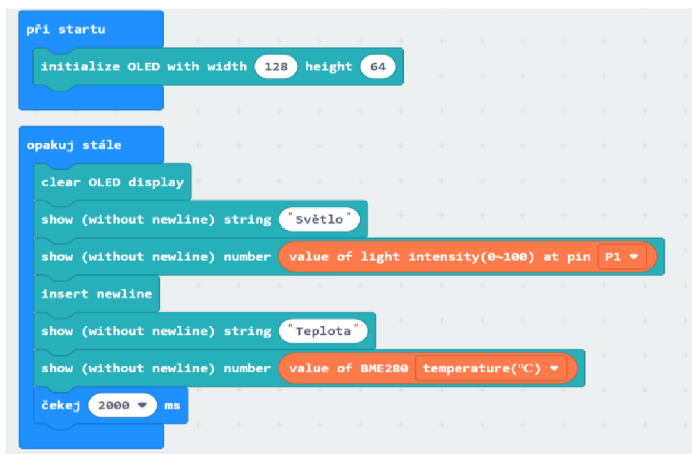 při startu
initialize OLED with width 128 height 64
opakuj stále
clear OLED display
show (without newline) string "Světlo"
show (without newline) number value of light intensity(0~100) at pin P1
insert newline
show (without newline) string "Teplota"
show (without newline) number value of BME280 temperature(℃)
čekej 2000 ms